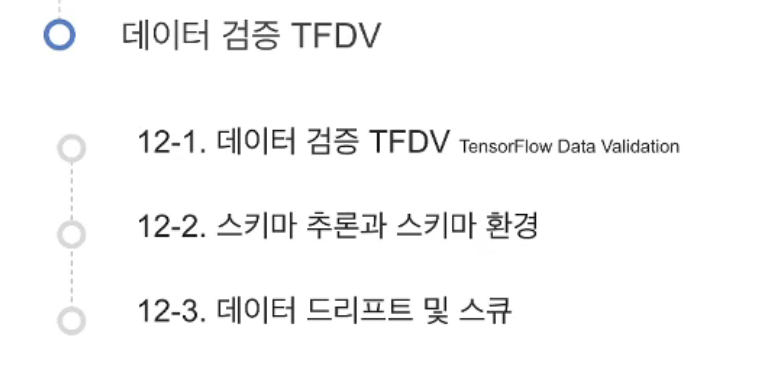 데이터 검증 TFDV
12-1. 데이터 검증 TFDV TensorFlow Data Validation
12-2. 스키마 추론과 스키마 환경
12-3. 데이터 드리프트 및 스큐